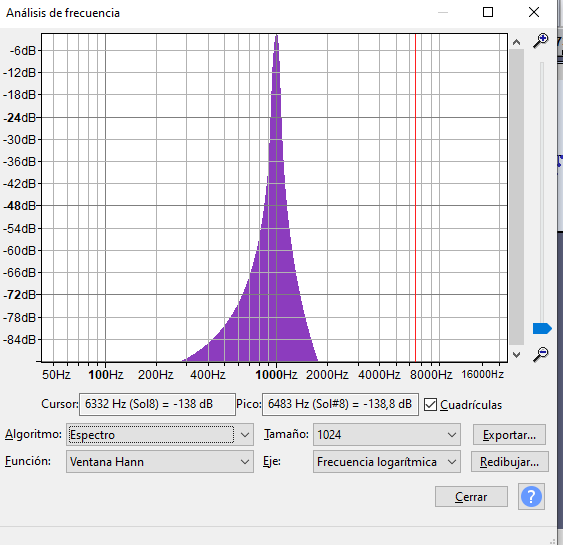 Análisis de frecuencia
-6dB
-12dB
-18dB
-24dB
-30dB
-36dB
-42dB
-48dB
-54dB
-60dB
-66dB
-72dB
-78dB
-84dB
50Hz 100Hz 200Hz 400Hz 1000Hz 2000Hz 4000Hz 8000Hz 16000Hz
Cursor: 6332 Hz (Sol8) = -138 dB Pico: 6483 Hz (Sol#8) = -138,8 dB Cuadrículas
Algoritmo: Espectro Tamaño: 1024 Exportar...
Función: Ventana Hann Eje: Frecuencia logarítmica Redibujar...
Cerrar ?